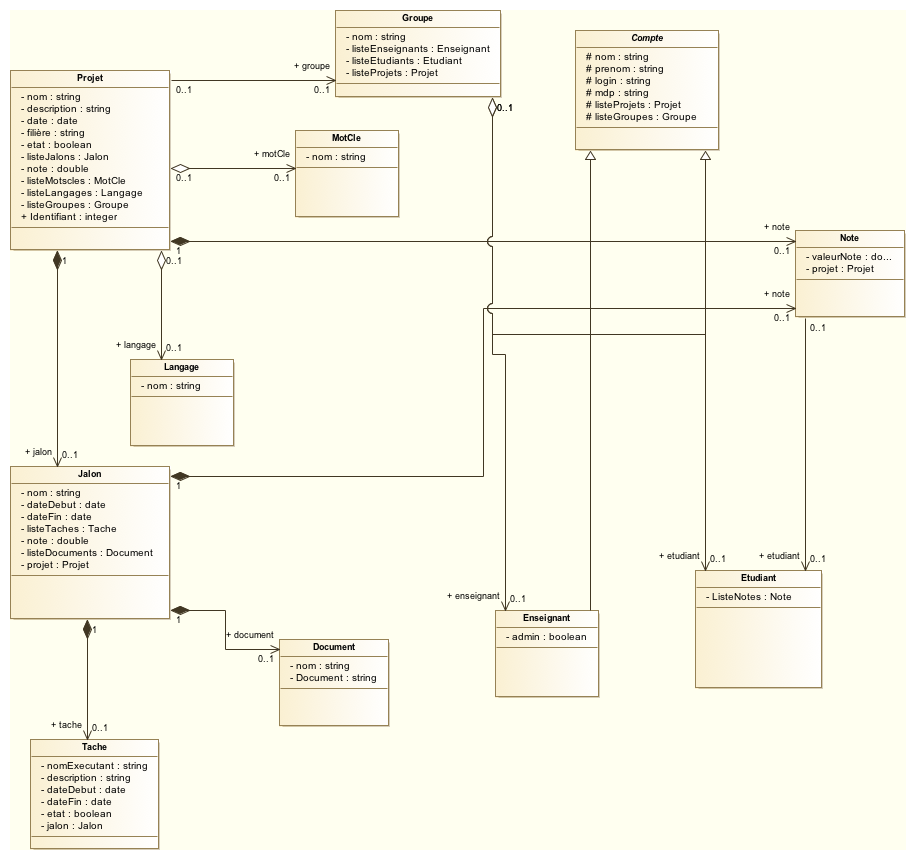 Groupe
- nom : string
- listeEnseignants : Enseignant
- listeEtudiants : Etudiant
- listeProjets : Projet
Compte
# nom : string
# prenom : string
# login : string
# mdp : string
# listeProjets : Projet
# listeGroupes : Groupe
Projet
- nom : string
- description : string
- date : date
- filière : string
- etat : boolean
- listeJalons : Jalon
- note : double
- listeMotscles : MotCle
- listeLangages : Langage
- listeGroupes : Groupe
+ Identifiant : integer
+ groupe
0..1
0..1
0..1
MotCle
- nom : string
+ motCle
0..1
0..1
+ note
1
0..1
Note
- valeurNote : do...
- projet : Projet
+ note
0..1
0..1
1
0..1
+ langage
0..1
Langage
- nom : string
+ jalon
0..1
Jalon
- nom : string
- dateDebut : date
- dateFin : date
- listeTaches : Tache
- note : double
- listeDocuments : Document
- projet : Projet
1
+ etudiant
0..1
+ etudiant
0..1
Etudiant
- ListeNotes : Note
+ enseignant
0..1
Enseignant
- admin : boolean
1
1
+ document
0..1
Document
- nom : string
- Document : string
+ tache
0..1
Tache
- nomExecutant : string
- description : string
- dateDebut : date
- dateFin : date
- etat : boolean
- jalon : Jalon